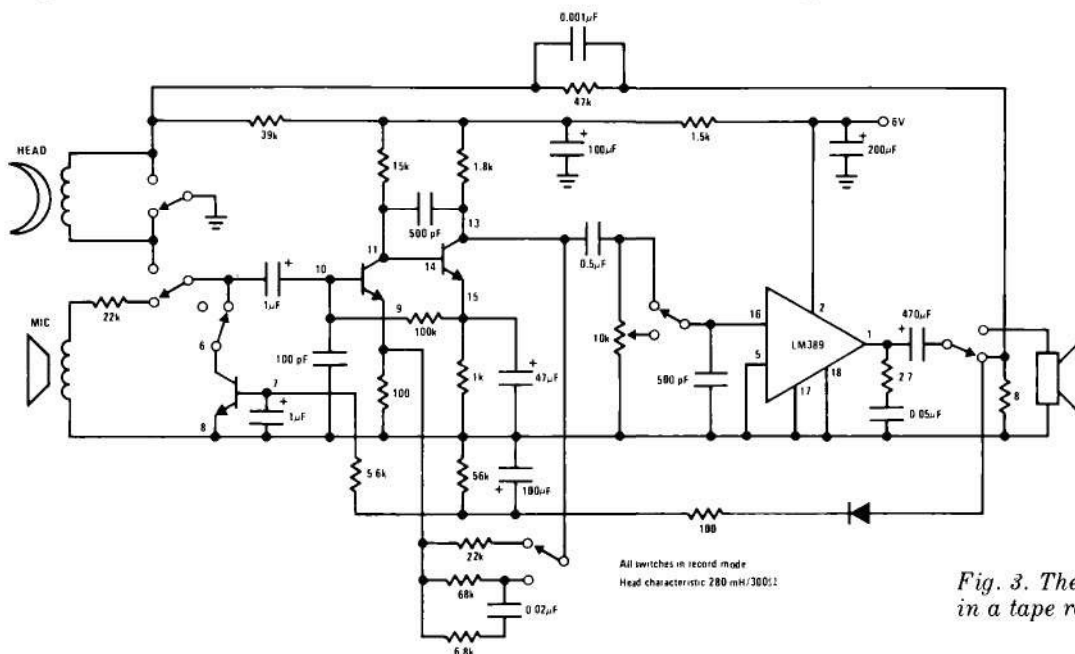 0.001µF
47k
39k
1.5k
6V
HEAD
15k
1.8k
100µF
+
200µF
+
500 pF
13
11
14
0.5µF
10
1µF
+
9
15
100k
22k
MIC
6
100 pF
7
8
1µF
+
100
1k
47µF
+
10k
16
500 pF
5
LM389
2
1
17
18
470µF
+
2 7
0 05µF
8
5 6k
56k
100µF
+
100
22k
68k
0 02µF
6.8k
All switches in record mode
Head characteristic 280 mH/300Ω
Fig. 3. The
in a tape r